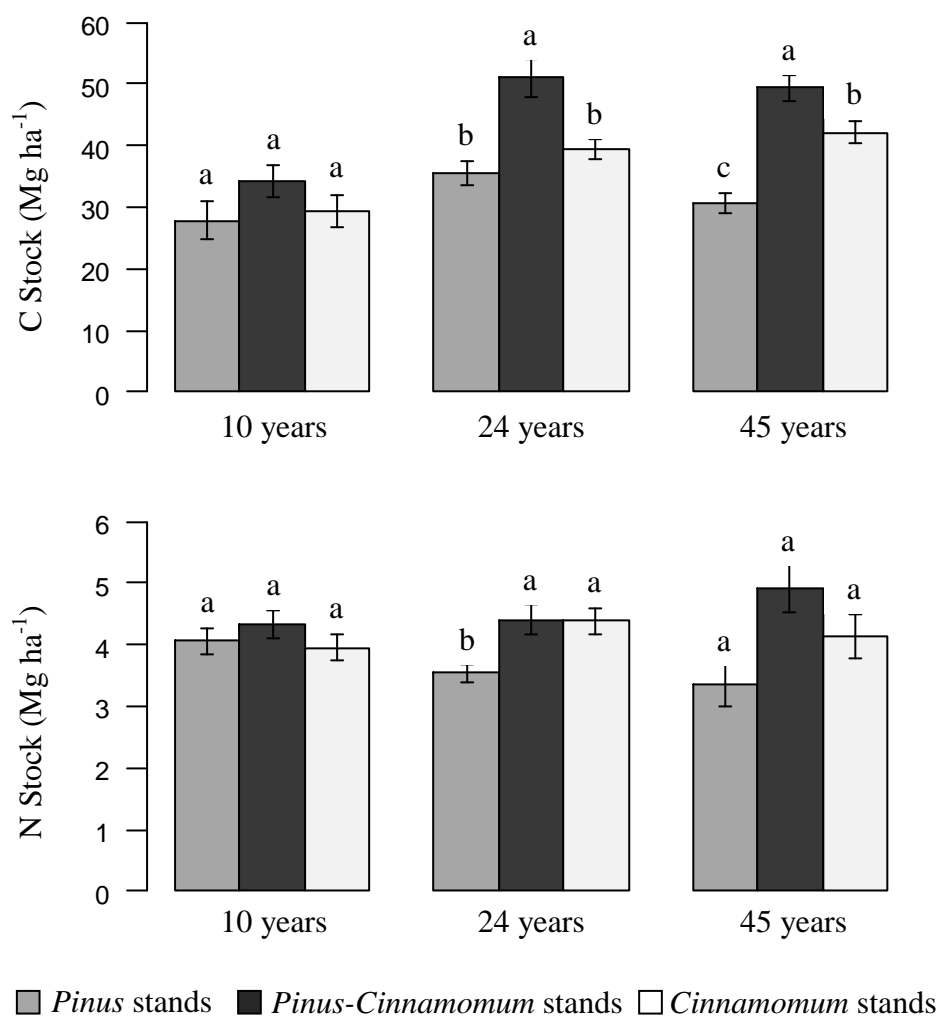 C Stock (Mg ha⁻¹)
60
50
40
30
20
10
0
a
a
a
b
a
b
c
a
b
10 years
24 years
45 years
N Stock (Mg ha⁻¹)
6
5
4
3
2
1
0
a
a
a
b
a
a
a
a
a
10 years
24 years
45 years
Pinus stands
Pinus-Cinnamomum stands
Cinnamomum stands